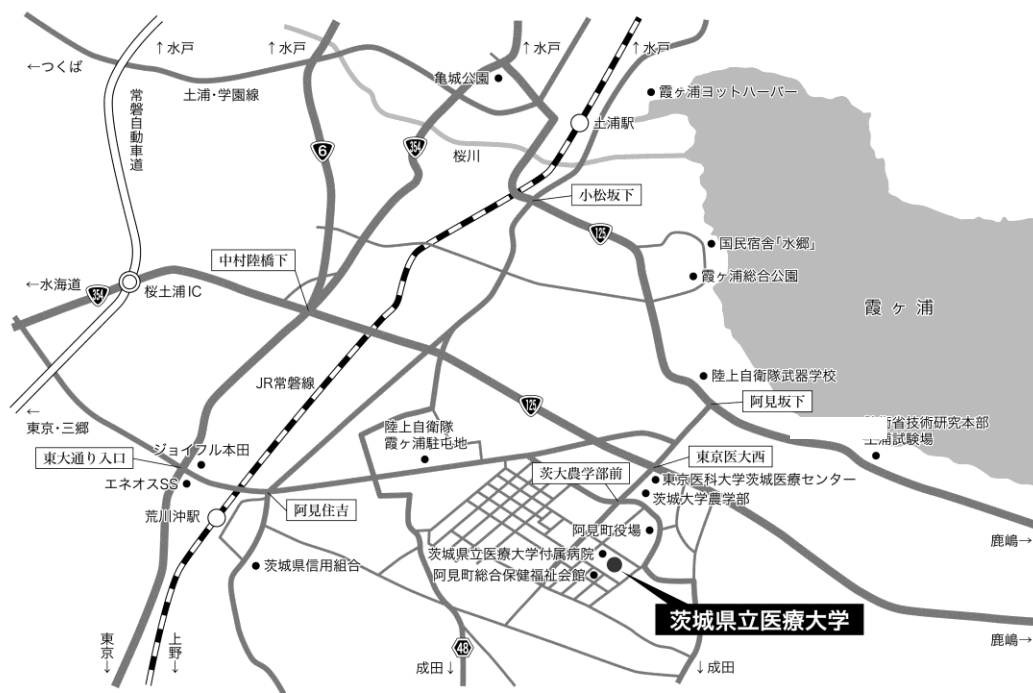 ↑水戸
↑水戸
↑水戸
↑水戸
←つくば
土浦・学園線
亀城公園
霞ヶ浦ヨットハーバー
常磐自動車道
土浦駅
6
354
桜川
小松坂下
125
国民宿舎「水郷」
中村陸橋下
霞ヶ浦総合公園
←水海道
354
桜土浦IC
霞ヶ浦
JR常磐線
陸上自衛隊武器学校
125
阿見坂下
←
東京・三郷
陸上自衛隊
霞ヶ浦駐屯地
省技術研究本部
土浦試験場
ジョイフル本田
東大通り入口
東京医大西
茨大農学部前
エネオスSS
東京医科大学茨城医療センター
茨城大学農学部
阿見住吉
荒川沖駅
阿見町役場
鹿嶋→
茨城県立医療大学付属病院
茨城県信用組合
阿見町総合保健福祉会館
茨城県立医療大学
鹿嶋→
48
東京↓
上野↓
成田↓
↓成田